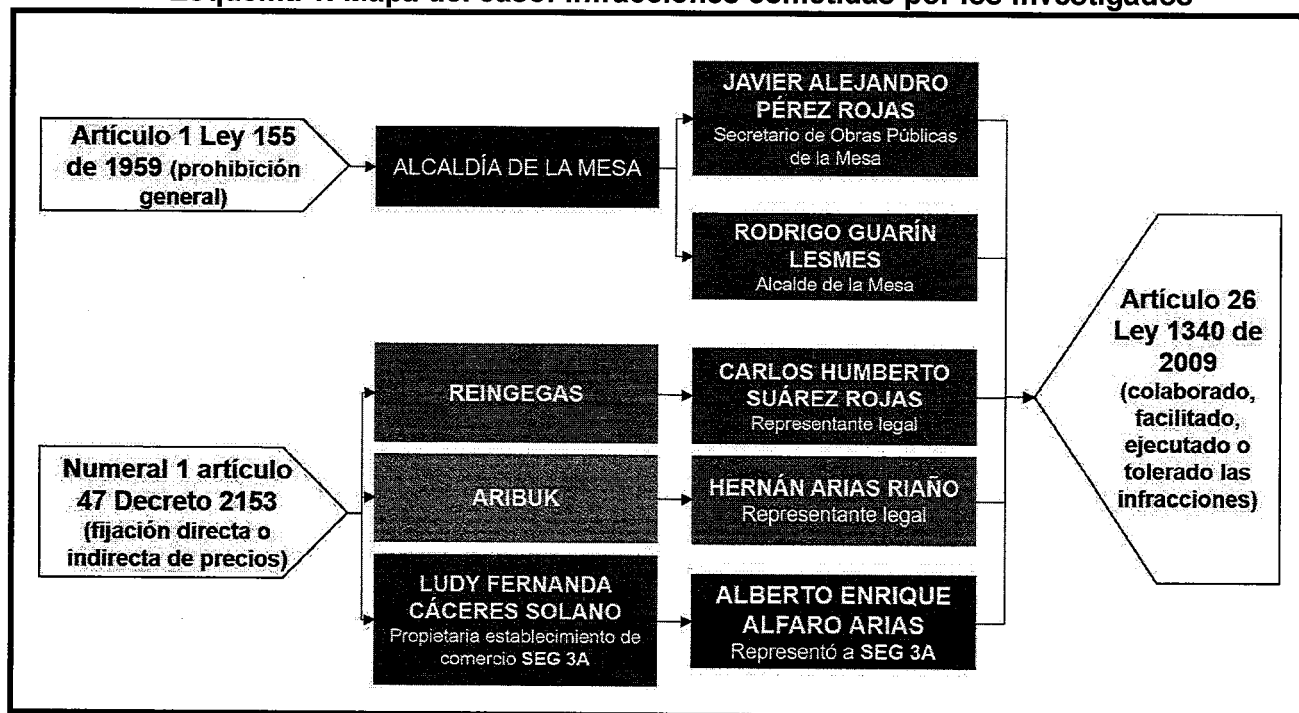 Artículo 1 Ley 155
de 1959 (prohibición
general)
ALCALDÍA DE LA MESA
JAVIER ALEJANDRO
PÉREZ ROJAS
Secretario de Obras Públicas
de la Mesa
RODRIGO GUARÍN
LESMES
Alcalde de la Mesa
Numeral 1 artículo
47 Decreto 2153
(fijación directa o
indirecta de precios)
REINGEGAS
CARLOS HUMBERTO
SUÁREZ ROJAS
Representante legal
ARIBUK
HERNÁN ARIAS RIAÑO
Representante legal
LUDY FERNANDA
CÁCERES SOLANO
Propietaria establecimiento de
comercio SEG 3A
ALBERTO ENRIQUE
ALFARO ARIAS
Representó a SEG 3A
Artículo 26
Ley 1340 de
2009
(colaborado,
facilitado,
ejecutado o
tolerado las
infracciones)